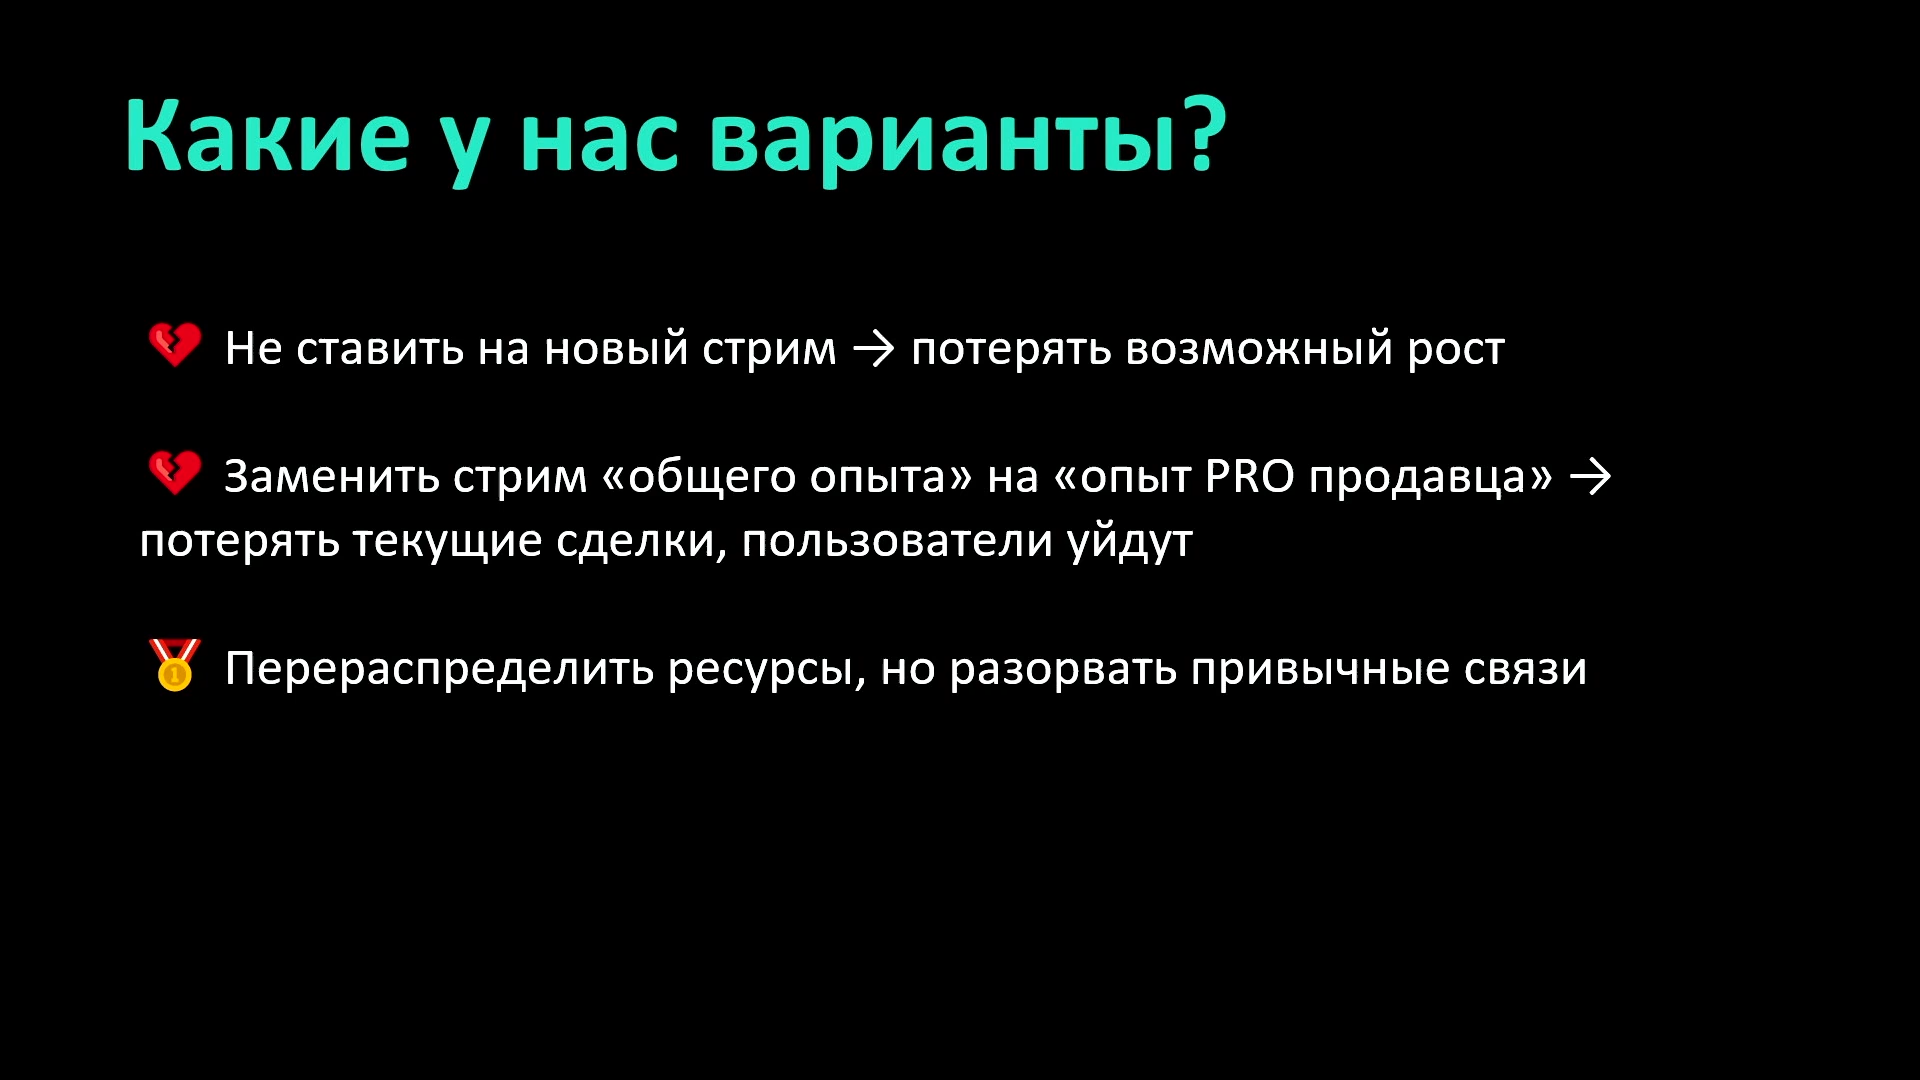 Какие у нас варианты?
💔 Не ставить на новый стрим → потерять возможный рост
💔 Заменить стрим «общего опыта» на «опыт PRO продавца» →
потерять текущие сделки, пользователи уйдут
🥇 Перераспределить ресурсы, но разорвать привычные связи